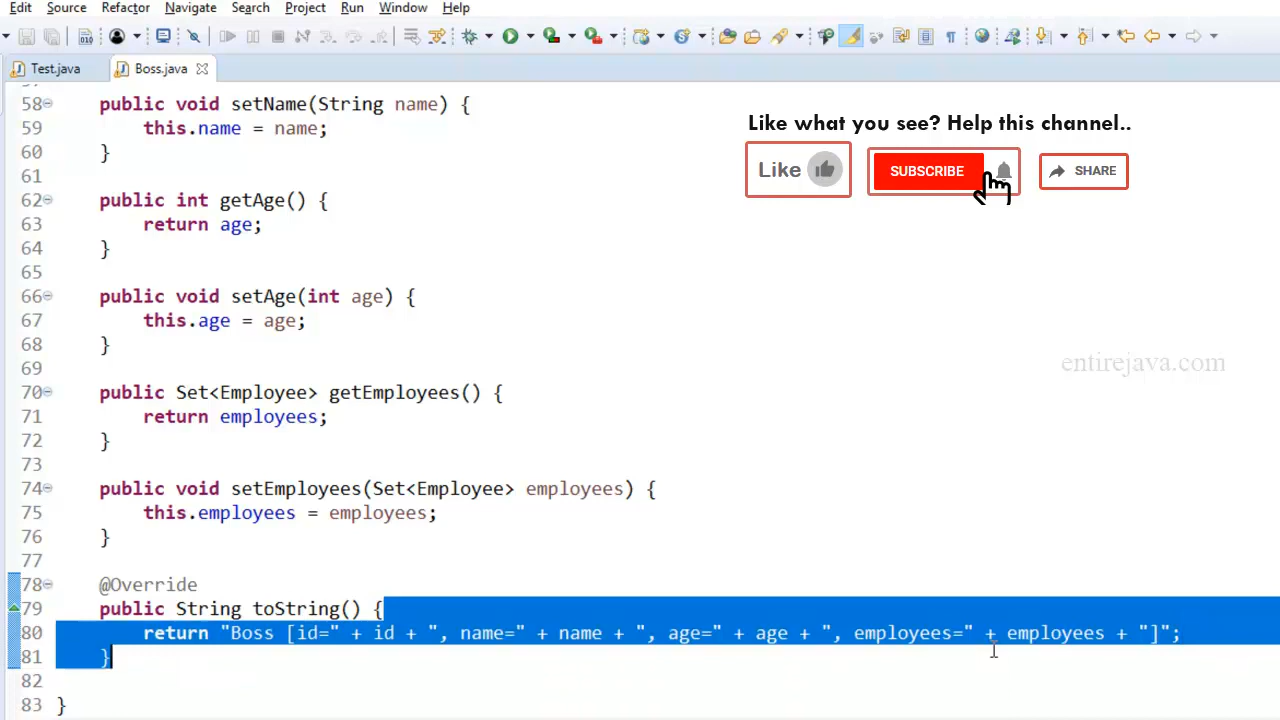 Edit Source Refactor Navigate Search Project Run Window Help
Test.java Boss.java
58 public void setName(String name) {
59 this.name = name;
60 }
61
62 public int getAge() {
63 return age;
64 }
65
66 public void setAge(int age) {
67 this.age = age;
68 }
69
70 public Set<Employee> getEmployees() {
71 return employees;
72 }
73
74 public void setEmployees(Set<Employee> employees) {
75 this.employees = employees;
76 }
77
78 @Override
79 public String toString() {
80 return "Boss [id=" + id + ", name=" + name + ", age=" + age + ", employees=" + employees + "]";
81 }
82
83 }
Like what you see? Help this channel..
Like SUBSCRIBE SHARE
entirejava.com